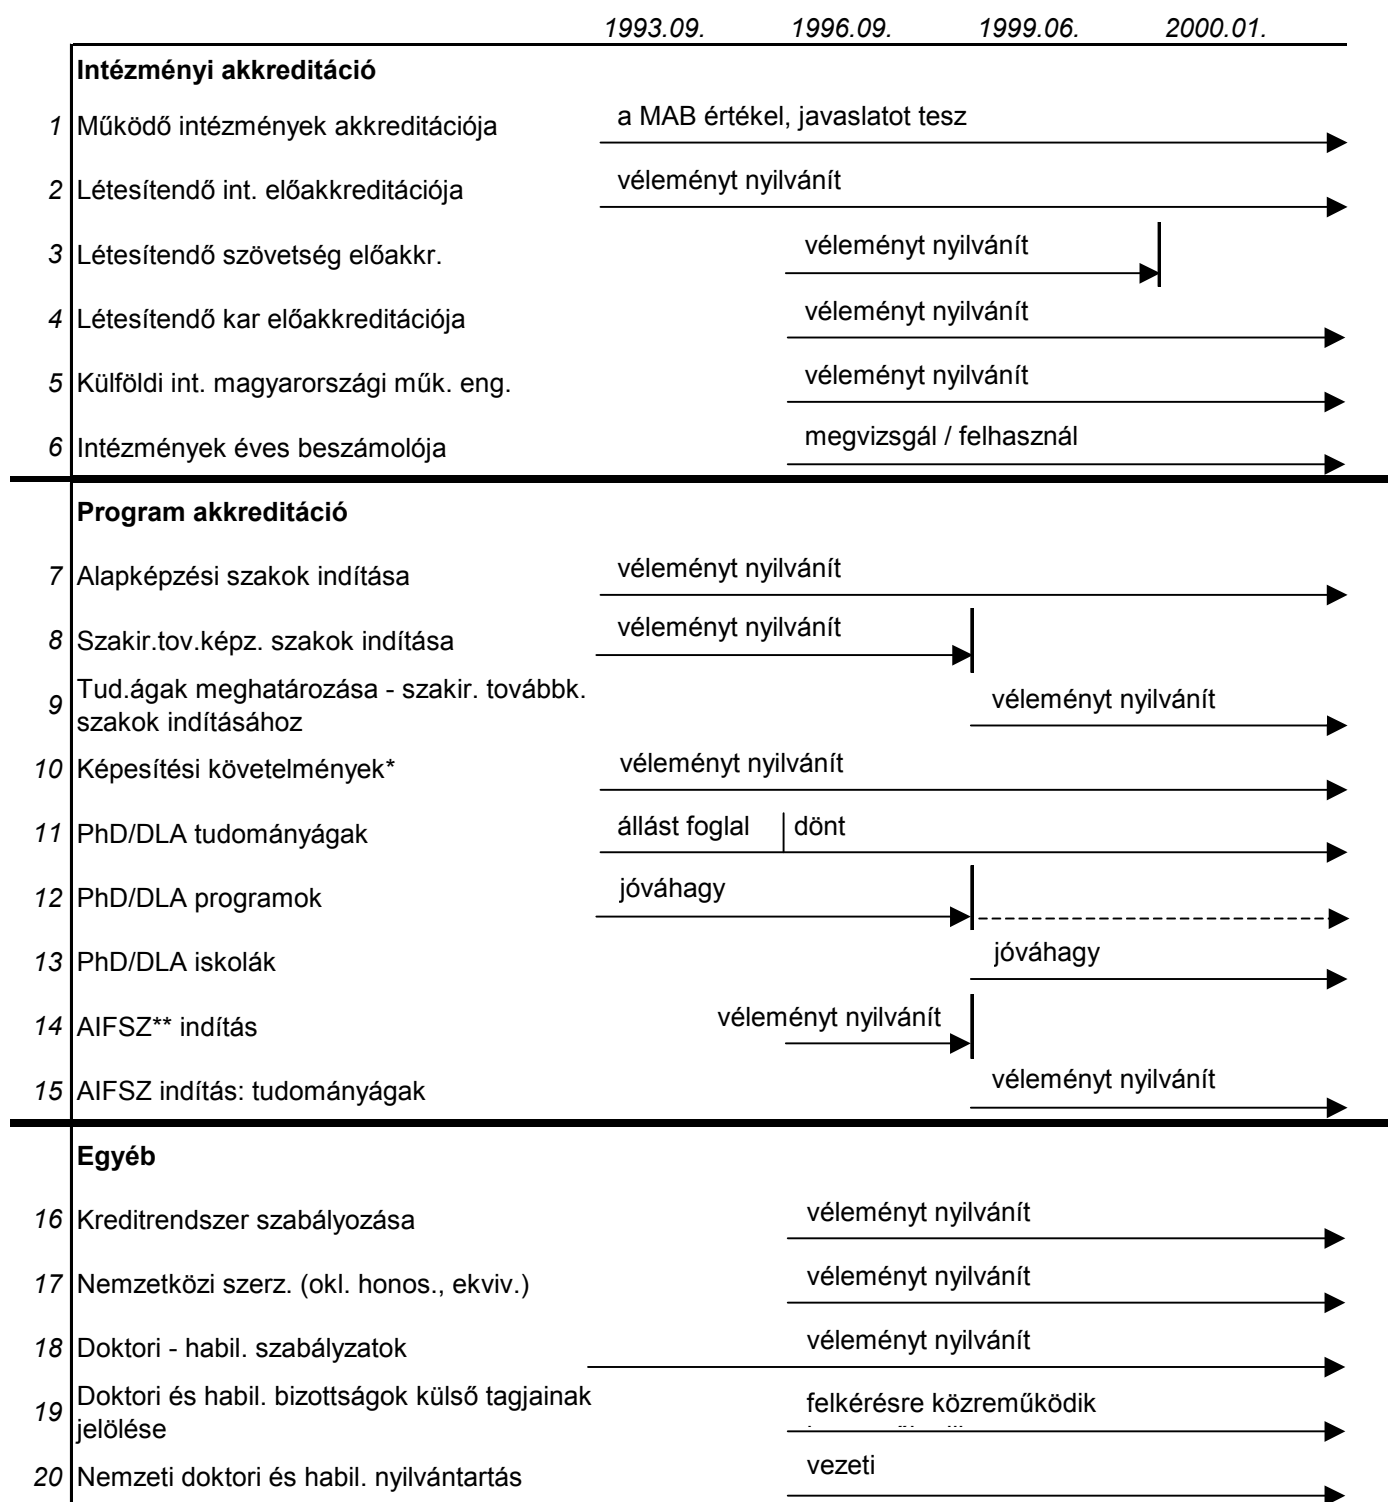 1993.09. 1996.09. 1999.06. 2000.01.
Intézményi akkreditáció
1 Működő intézmények akkreditációja a MAB értékel, javaslatot tesz
2 Létesítendő int. előakkreditációja véleményt nyilvánít
3 Létesítendő szövetség előakkr. véleményt nyilvánít
4 Létesítendő kar előakkreditációja véleményt nyilvánít
5 Külföldi int. magyarországi műk. eng. véleményt nyilvánít
6 Intézmények éves beszámolója megvizsgál / felhasznál
Program akkreditáció
7 Alapképzési szakok indítása véleményt nyilvánít
8 Szakir.tov.képz. szakok indítása véleményt nyilvánít
9 Tud.ágak meghatározása - szakir. továbbk.
szakok indításához véleményt nyilvánít
10 Képesítési követelmények* véleményt nyilvánít
11 PhD/DLA tudományágak állást foglal dönt
12 PhD/DLA programok jóváhagy
13 PhD/DLA iskolák jóváhagy
14 AIFSZ** indítás véleményt nyilvánít
15 AIFSZ indítás: tudományágak véleményt nyilvánít
Egyéb
16 Kreditrendszer szabályozása véleményt nyilvánít
17 Nemzetközi szerz. (okl. honos., ekviv.) véleményt nyilvánít
18 Doktori - habil. szabályzatok véleményt nyilvánít
19 Doktori és habil. bizottságok külső tagjainak
jelölése felkérésre közreműködik
20 Nemzeti doktori és habil. nyilvántartás vezeti